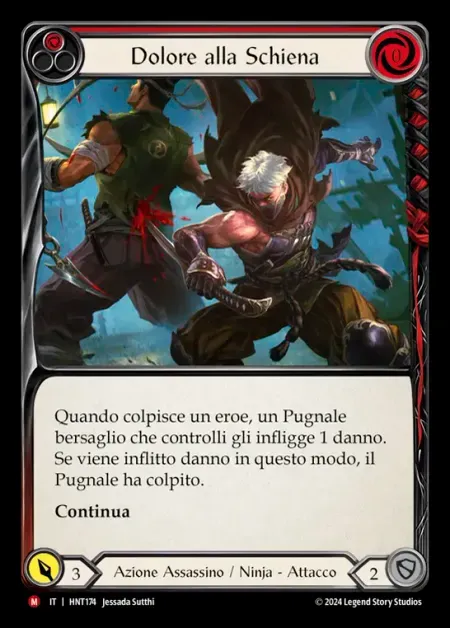 Dolore alla Schiena
0
Quando colpisce un eroe, un Pugnale
bersaglio che controlli gli infligge 1 danno.
Se viene inflitto danno in questo modo, il
Pugnale ha colpito.
Continua
3
Azione Assassino / Ninja - Attacco
2
M IT | HNT174 Jessada Sutthi
© 2024 Legend Story Studios